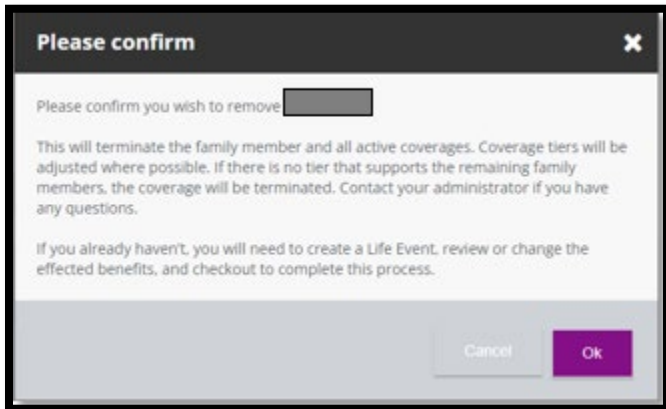 Please confirm
Please confirm you wish to remove
This will terminate the family member and all active coverages. Coverage tiers will be
adjusted where possible. If there is no tier that supports the remaining family
members, the coverage will be terminated. Contact your administrator if you have
any questions.
If you already haven't, you will need to create a Life Event, review or change the
effected benefits, and checkout to complete this process.
Cancel Ok